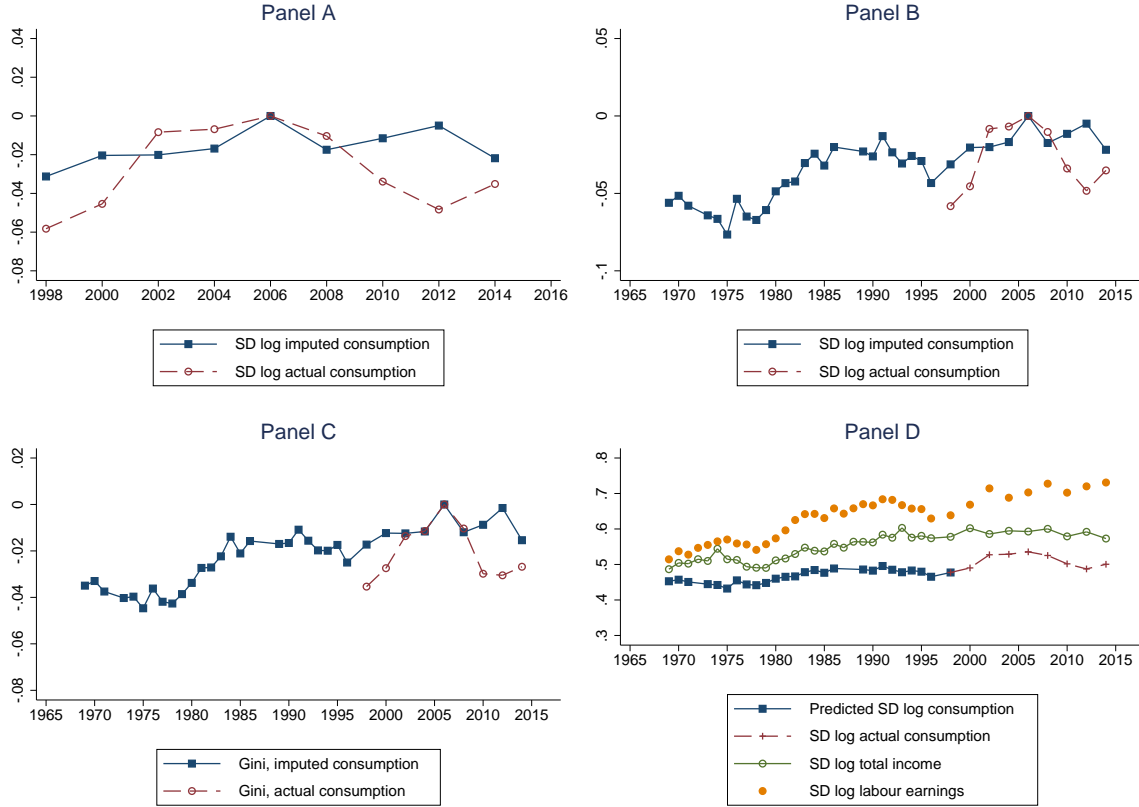 Panel A
.04
.02
0
-.02
-.04
-.06
-.08
1998 2000 2002 2004 2006 2008 2010 2012 2014 2016
SD log imputed consumption
SD log actual consumption
Panel B
.05
0
-.05
-.1
1965 1970 1975 1980 1985 1990 1995 2000 2005 2010 2015
SD log imputed consumption
SD log actual consumption
Panel C
.02
0
-.02
-.04
-.06
-.08
1965 1970 1975 1980 1985 1990 1995 2000 2005 2010 2015
Gini, imputed consumption
Gini, actual consumption
Panel D
.8
.7
.6
.5
.4
.3
1965 1970 1975 1980 1985 1990 1995 2000 2005 2010 2015
Predicted SD log consumption
SD log actual consumption
SD log total income
SD log labour earnings